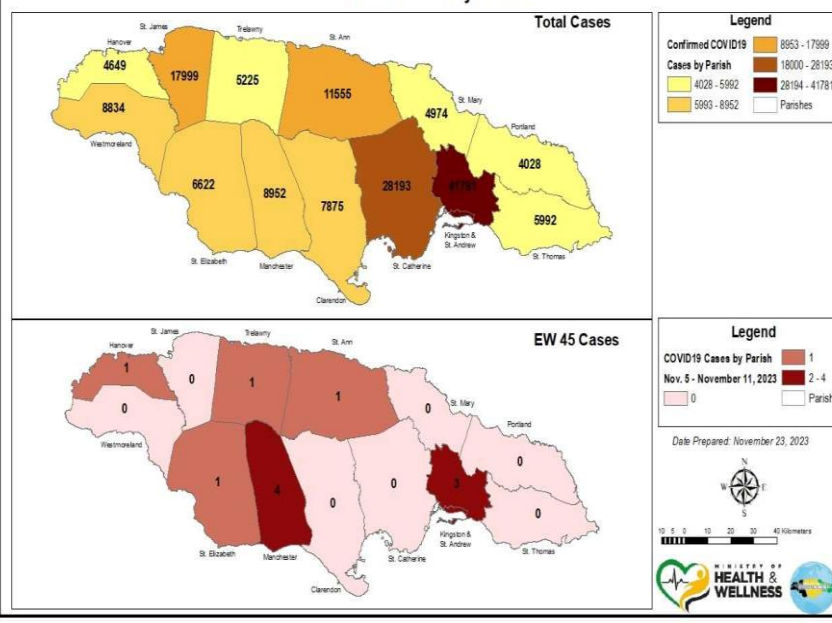 Total Cases
St. James
Trelawny
St. Ann
Hanover
4649
17999
5225
11555
8834
4974
St. Mary
Portland
Westmoreland
4028
6622
8952
7875
28193
41781
5992
Kingston &
St. Andrew
St. Thomas
St. Elizabeth
Manchester
St. Catherine
Clarendon
Legend
Confirmed COVID19
Cases by Parish
4028 - 5992
5993 - 8952
8953 - 17999
18000 - 28193
28194 - 41781
Parishes
EW 45 Cases
St. James
Trelawny
St. Ann
Hanover
1
0
1
1
0
0
St. Mary
Portland
Westmoreland
0
1
4
0
0
3
0
Kingston &
St. Andrew
St. Thomas
St. Elizabeth
Manchester
St. Catherine
Clarendon
Legend
COVID19 Cases by Parish
Nov. 5 - November 11, 2023
0
1
2 - 4
Parish
Date Prepared: November 23, 2023
N
W
E
S
10 5 0 10 20 30 40 Kilometers
MINISTRY OF
HEALTH &
WELLNESS